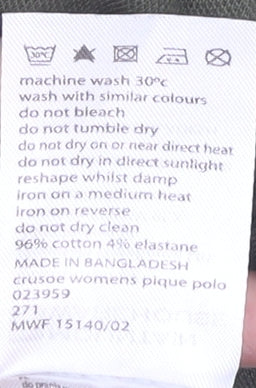 30°C
machine wash 30°c
wash with similar colours
do not bleach
do not tumble dry
do not dry on or near direct heat
do not dry in direct sunlight
reshape whilst damp
iron on a medium heat
iron on reverse
do not dry clean
96% cotton 4% elastane
MADE IN BANGLADESH
crusoe womens pique polo
023959
271
MWF 15140/02